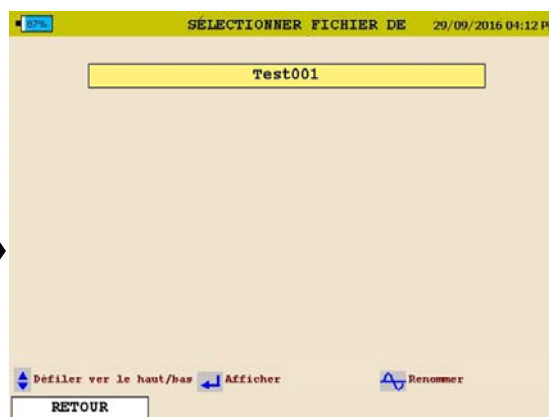 87% SÉLECTIONNER FICHIER DE 29/09/2016 04:12 P
Test001
Défiler ver le haut/bas Afficher Renommer
RETOUR